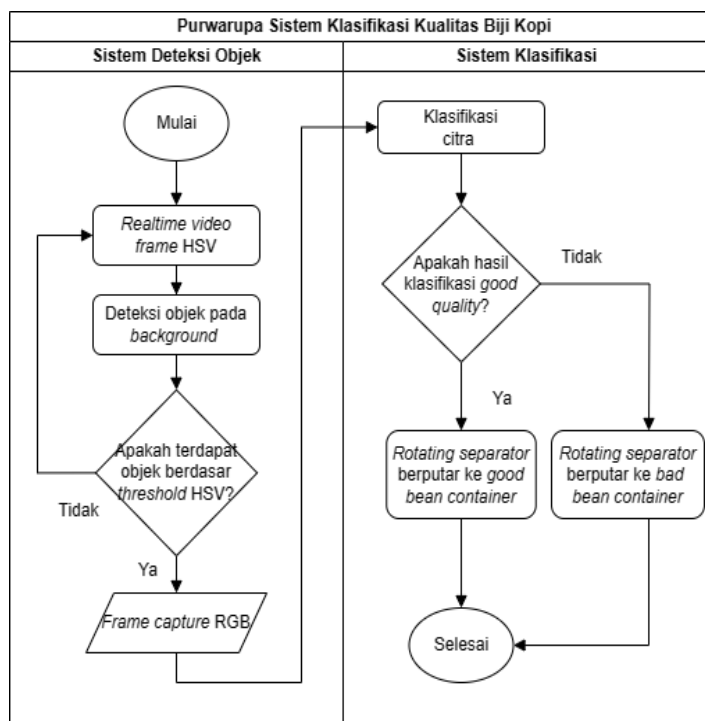 Purwarupa Sistem Klasifikasi Kualitas Biji Kopi
Sistem Deteksi Objek
Mulai
Realtime video
frame HSV
Deteksi objek pada
background
Apakah terdapat
objek berdasar
threshold HSV?
Tidak
Ya
Frame capture RGB
Sistem Klasifikasi
Klasifikasi
citra
Apakah hasil
klasifikasi good
quality?
Tidak
Ya
Rotating separator
berputar ke good
bean container
Rotating separator
berputar ke bad
bean container
Selesai